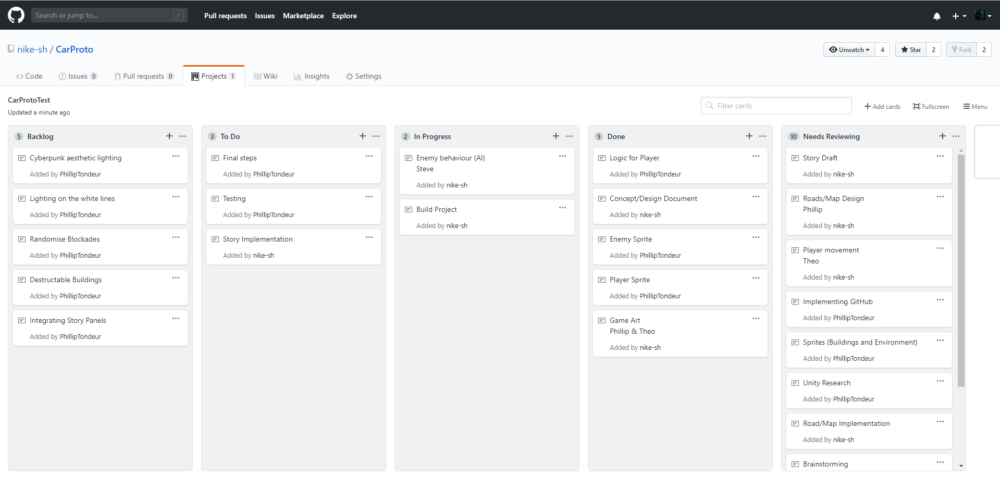 Search or jump to...
/
Pull requests
Issues
Marketplace
Explore
nike-sh / CarProto
Unwatch
4
Star
2
Fork
2
Code
Issues 0
Pull requests 0
Projects 1
Wiki
Insights
Settings
CarProtoTest
Updated a minute ago
Filter cards
Add cards
Fullscreen
Menu
5 Backlog
Cyberpunk aesthetic lighting
Added by PhillipTondeur
Lighting on the white lines
Added by PhillipTondeur
Randomise Blockades
Added by PhillipTondeur
Destructable Buildings
Added by PhillipTondeur
Integrating Story Panels
Added by PhillipTondeur
3 To Do
Final steps
Added by PhillipTondeur
Testing
Added by PhillipTondeur
Story Implementation
Added by nike-sh
2 In Progress
Enemy behaviour (AI)
Steve
Added by nike-sh
Build Project
Added by nike-sh
5 Done
Logic for Player
Added by PhillipTondeur
Concept/Design Document
Added by nike-sh
Enemy Sprite
Added by PhillipTondeur
Player Sprite
Added by PhillipTondeur
Game Art
Phillip & Theo
Added by nike-sh
10 Needs Reviewing
Story Draft
Added by nike-sh
Roads/Map Design
Phillip
Added by nike-sh
Player movement
Theo
Added by nike-sh
Implementing GitHub
Added by PhillipTondeur
Sprites (Buildings and Environment)
Added by PhillipTondeur
Unity Research
Added by PhillipTondeur
Road/Map Implementation
Added by nike-sh
Brainstorming